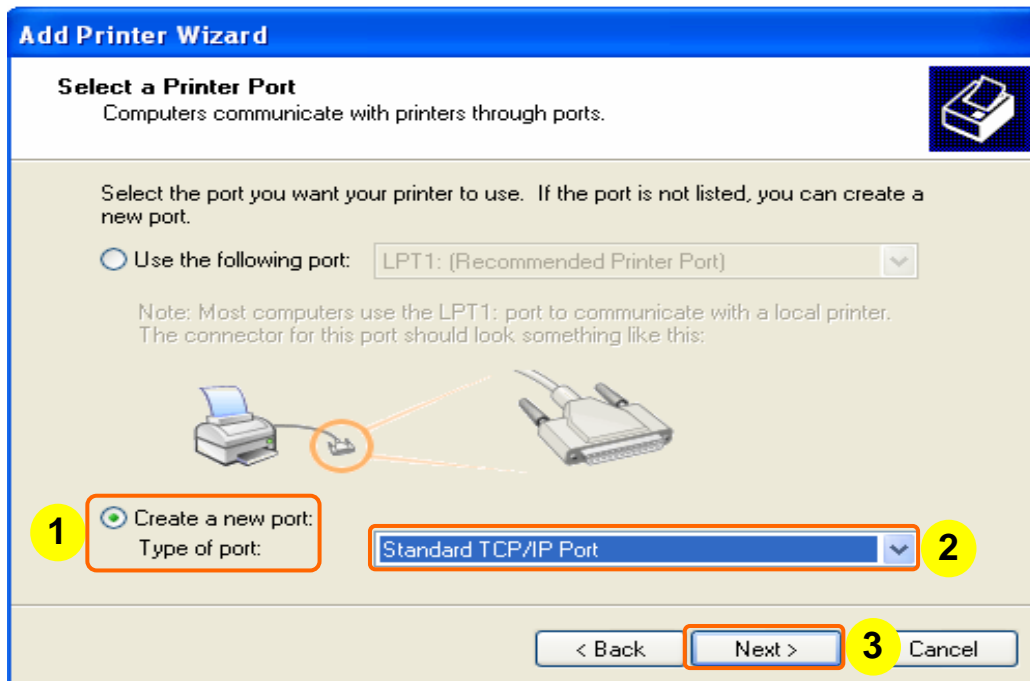 Add Printer Wizard
Select a Printer Port
Computers communicate with printers through ports.
Select the port you want your printer to use. If the port is not listed, you can create a
new port.
Use the following port: LPT1: (Recommended Printer Port)
Note: Most computers use the LPT1: port to communicate with a local printer.
The connector for this port should look something like this:
1 Create a new port:
Type of port: Standard TCP/IP Port 2
< Back Next > 3 Cancel